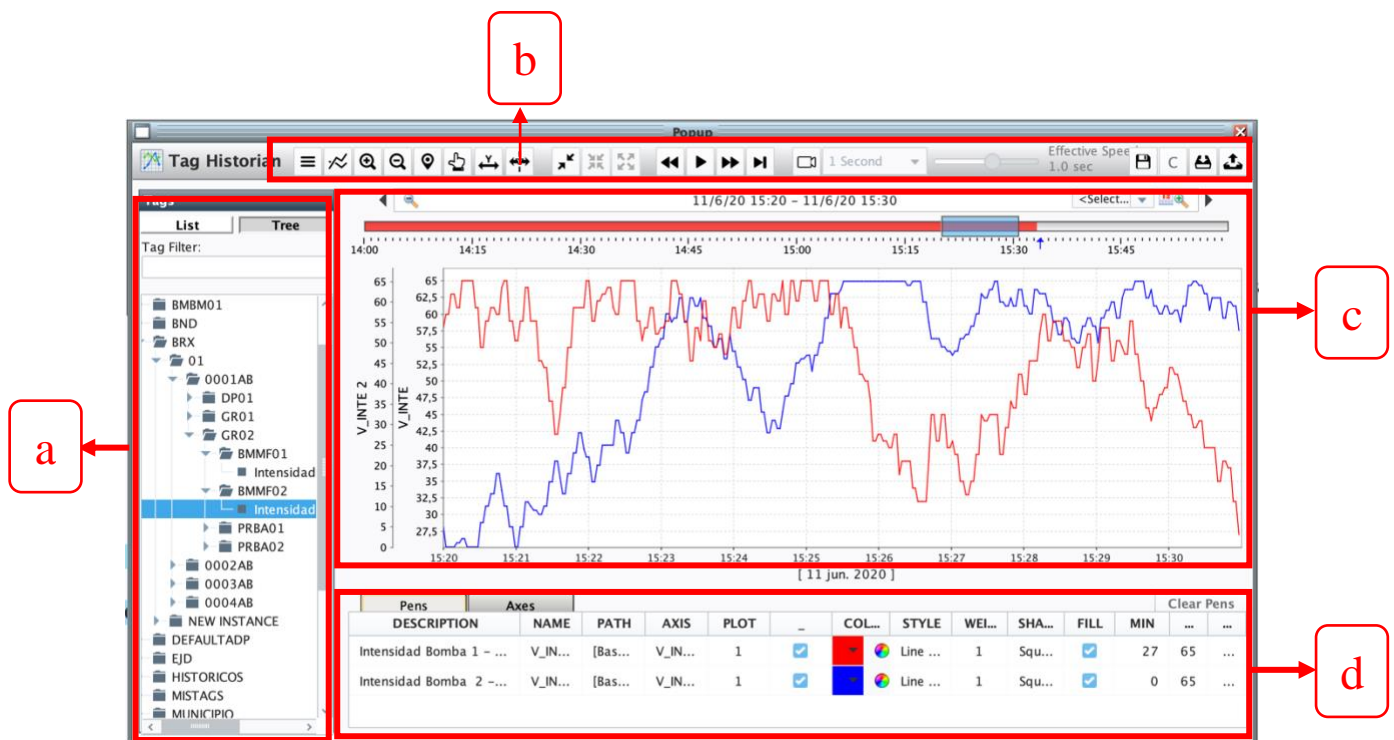 b
Popup
Tag Historian
1 Second
Effective Spee
1.0 sec
C
Tags
List Tree
Tag Filter:
BMBM01
BND
BRX
01
0001AB
DP01
GR01
GR02
BMMF01
Intensidad
BMMF02
Intensidad
PRBA01
PRBA02
0002AB
0003AB
0004AB
NEW INSTANCE
DEFAULTADP
EJD
HISTORICOS
MISTAGS
MUNICIPIO
a
11/6/20 15:20 - 11/6/20 15:30
<Select...
14:00 14:15 14:30 14:45 15:00 15:15 15:30 15:45
V_INTE 2
65
60
55
50
45
40
35
30
25
20
15
10
5
0
V_INTE
65
62,5
60
57,5
55
52,5
50
47,5
45
42,5
40
37,5
35
32,5
30
27,5
15:20 15:21 15:22 15:23 15:24 15:25 15:26 15:27 15:28 15:29 15:30
[ 11 jun. 2020 ]
c
Pens Axes Clear Pens
DESCRIPTION NAME PATH AXIS PLOT _ COL... STYLE WEI... SHA... FILL MIN ... ...
Intensidad Bomba 1 – ... V_IN... [Bas... V_IN... 1 Line ... 1 Squ... 27 65 ...
Intensidad Bomba 2 –... V_IN... [Bas... V_IN... 1 Line ... 1 Squ... 0 65 ...
d